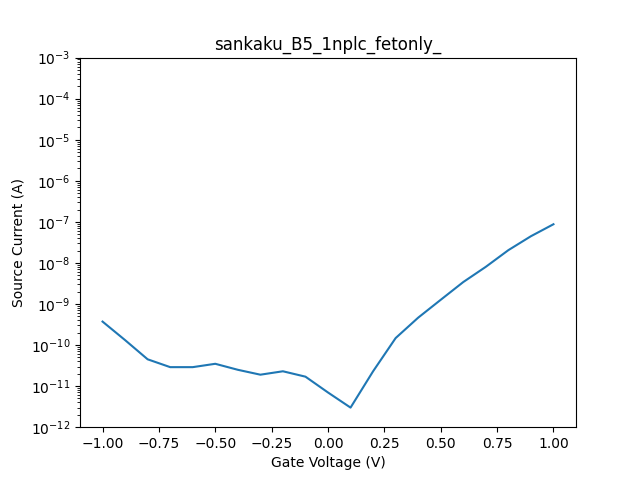 sankaku_B5_1nplc_fetonly_
10⁻³
10⁻⁴
10⁻⁵
10⁻⁶
10⁻⁷
10⁻⁸
10⁻⁹
10⁻¹⁰
10⁻¹¹
10⁻¹²
Source Current (A)
−1.00 −0.75 −0.50 −0.25 0.00 0.25 0.50 0.75 1.00
Gate Voltage (V)